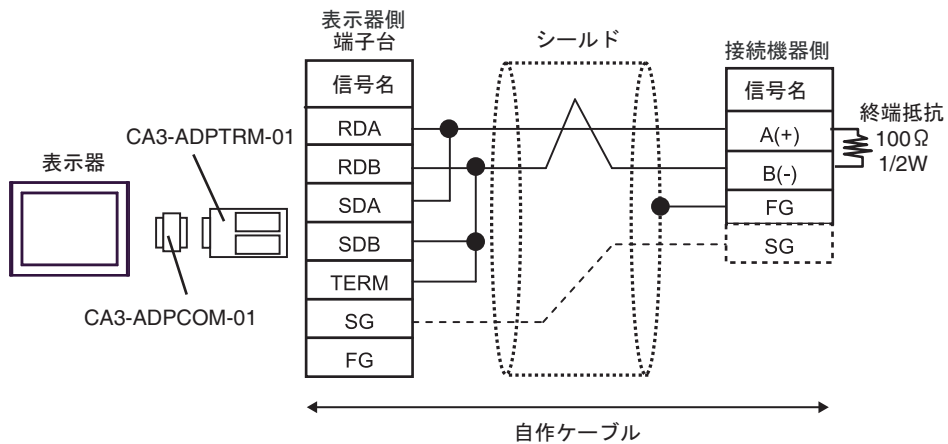 表示器側
端子台
信号名
RDA
RDB
SDA
SDB
TERM
SG
FG
シールド
接続機器側
信号名
A(+)
B(-)
FG
SG
終端抵抗
100Ω
1/2W
CA3-ADPTRM-01
表示器
CA3-ADPCOM-01
自作ケーブル